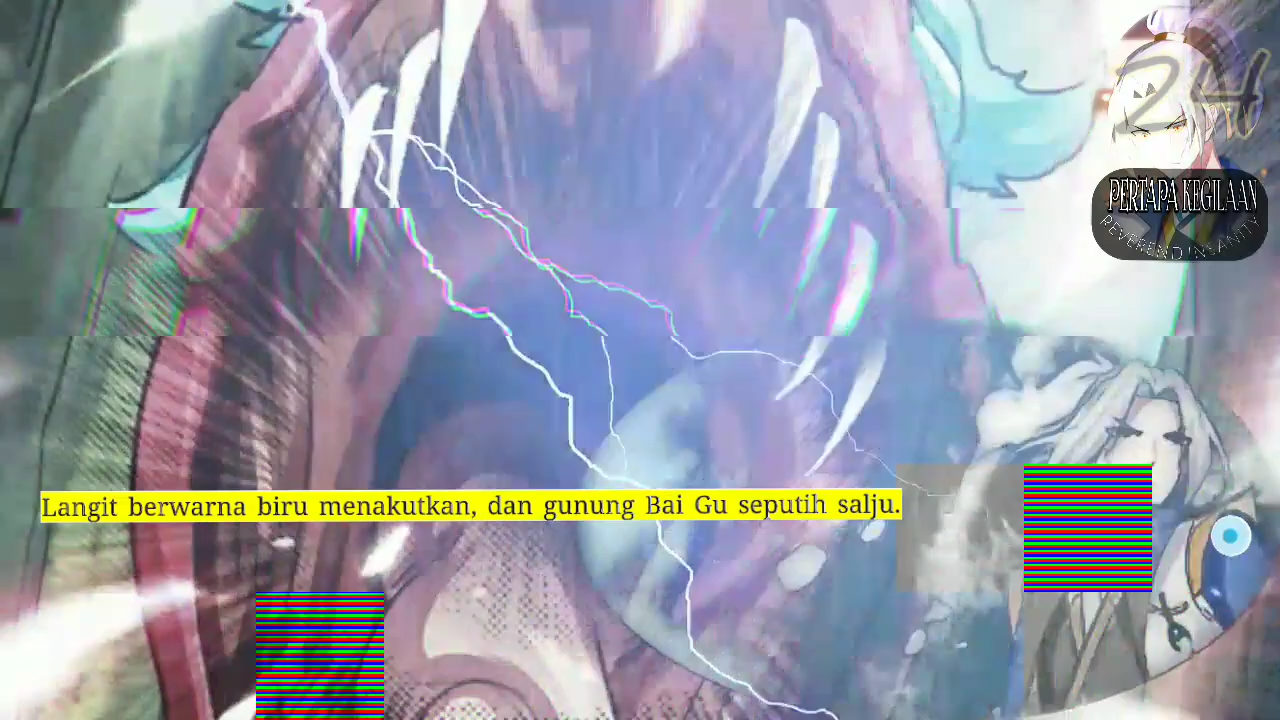 24
PERTAPA KEGILAAN
REVEREND INSANITY
Langit berwarna biru menakutkan, dan gunung Bai Gu seputih salju.